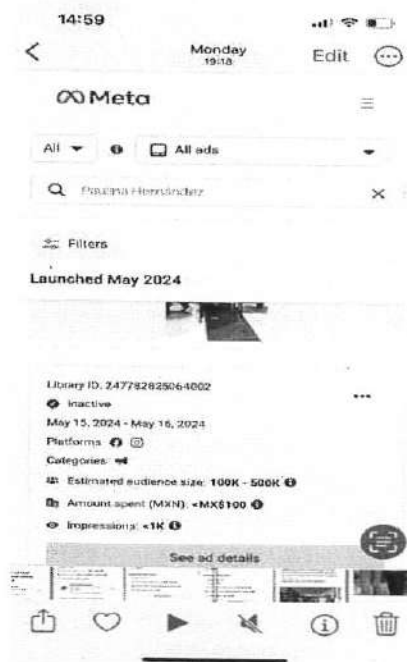 14:59
Monday
19:18
Edit
Meta
All
All ads
Paulina Hernández
Filters
Launched May 2024
Library ID: 247782825064002
Inactive
May 15, 2024 - May 16, 2024
Platforms
Categories
Estimated audience size: 100K - 500K
Amount spent (MXN): <MX$100
Impressions: <1K
See ad details